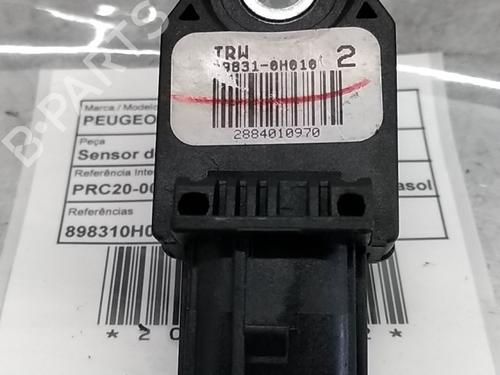 TRW
89831-0H010
2
2884010970
Marca / Modelo
PEUGEO
Peça
Sensor d
Referência Inte
PRC20-00
asol
Referências
898310H0
B-Parts